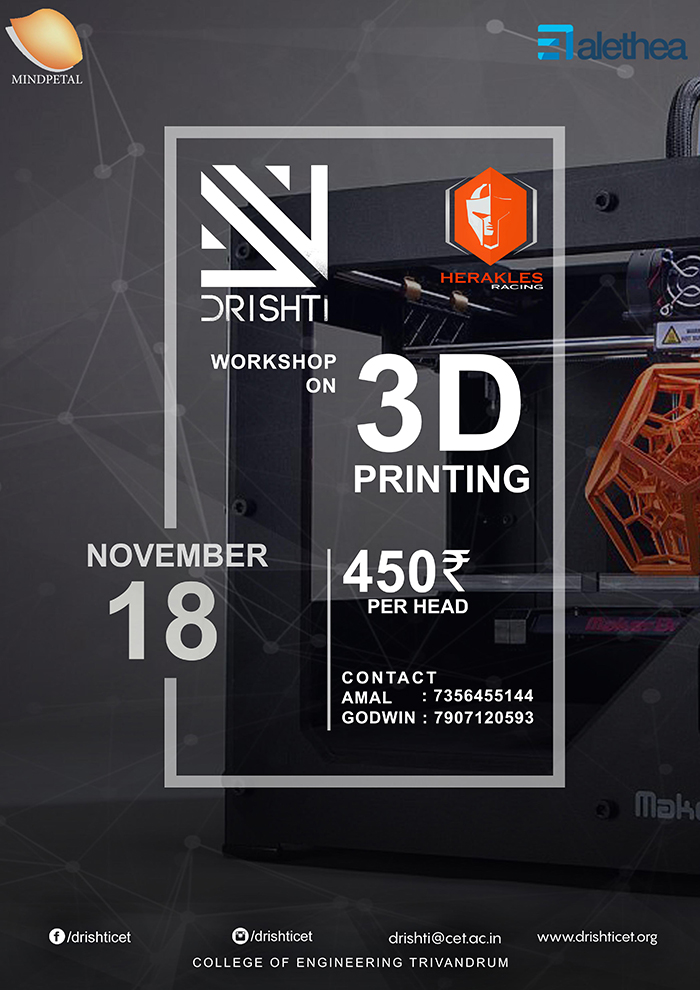 MINDPETAL
alethea
DRISHTI
HERAKLES
RACING
WORKSHOP
ON
3D
PRINTING
NOVEMBER
18
450₹
PER HEAD
CONTACT
AMAL : 7356455144
GODWIN : 7907120593
/drishticet
/drishticet
drishti@cet.ac.in
www.drishticet.org
COLLEGE OF ENGINEERING TRIVANDRUM